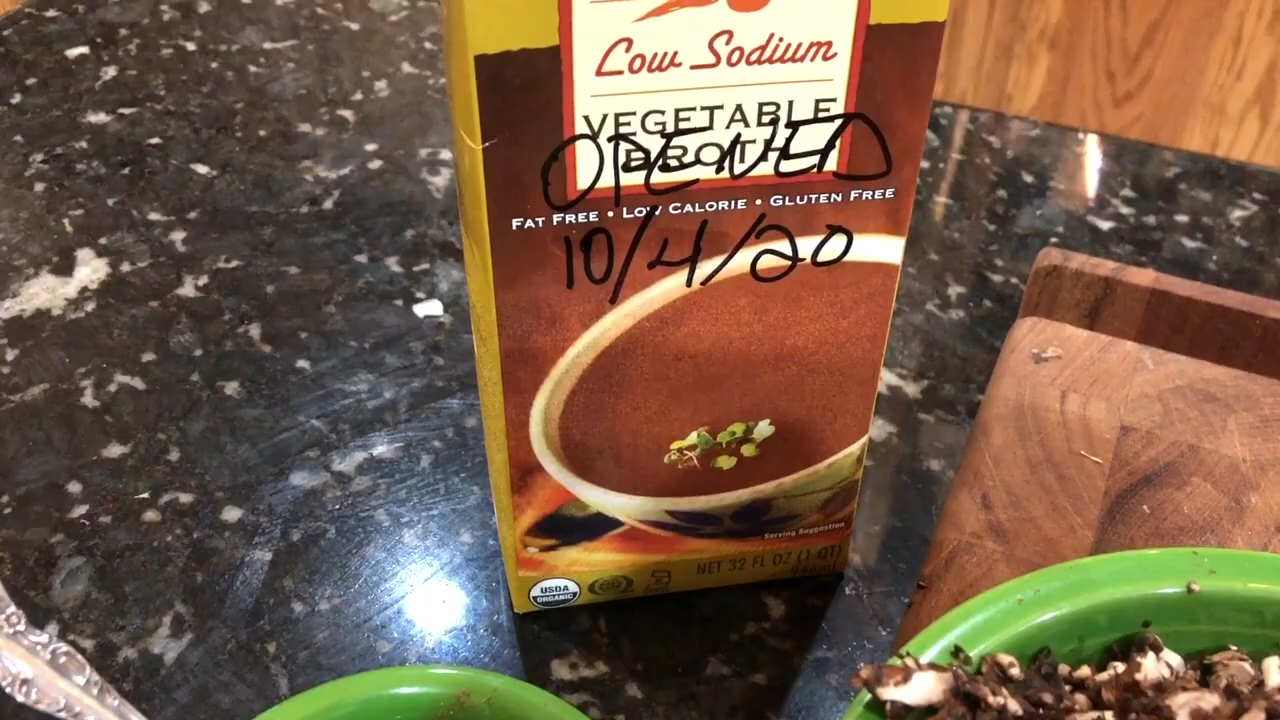 Low Sodium
VEGETABLE
BROTH
OPENED
FAT FREE • LOW CALORIE • GLUTEN FREE
10/4/20
Serving Suggestion
NET 32 FL OZ (1 QT)
946mL
USDA
ORGANIC